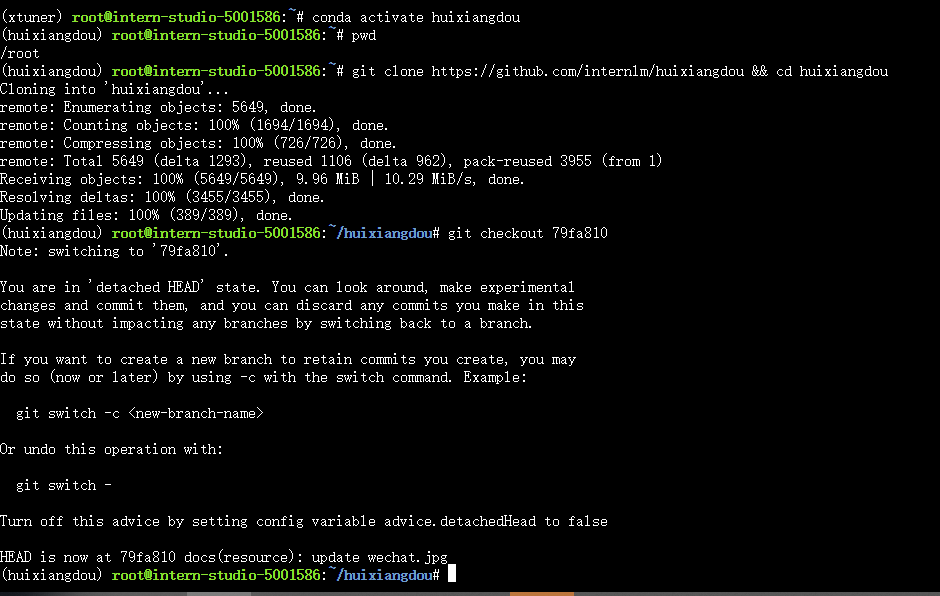 (xtuner) root@intern-studio-5001586:~# conda activate huixiangdou
(huixiangdou) root@intern-studio-5001586:~# pwd
/root
(huixiangdou) root@intern-studio-5001586:~# git clone https://github.com/internlm/huixiangdou && cd huixiangdou
Cloning into 'huixiangdou'...
remote: Enumerating objects: 5649, done.
remote: Counting objects: 100% (1694/1694), done.
remote: Compressing objects: 100% (726/726), done.
remote: Total 5649 (delta 1293), reused 1106 (delta 962), pack-reused 3955 (from 1)
Receiving objects: 100% (5649/5649), 9.96 MiB | 10.29 MiB/s, done.
Resolving deltas: 100% (3455/3455), done.
Updating files: 100% (389/389), done.
(huixiangdou) root@intern-studio-5001586:~/huixiangdou# git checkout 79fa810
Note: switching to '79fa810'.

You are in 'detached HEAD' state. You can look around, make experimental
changes and commit them, and you can discard any commits you make in this
state without impacting any branches by switching back to a branch.

If you want to create a new branch to retain commits you create, you may
do so (now or later) by using -c with the switch command. Example:

  git switch -c <new-branch-name>

Or undo this operation with:

  git switch -

Turn off this advice by setting config variable advice.detachedHead to false

HEAD is now at 79fa810 docs(resource): update wechat.jpg
(huixiangdou) root@intern-studio-5001586:~/huixiangdou#